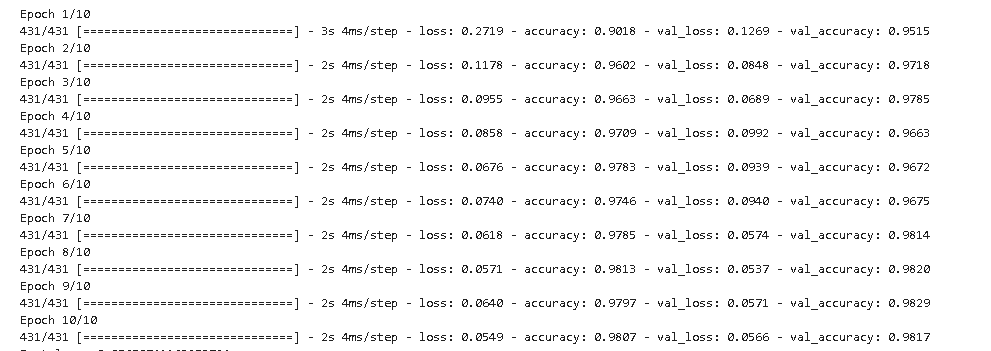 Epoch 1/10
431/431 [==============================] - 3s 4ms/step - loss: 0.2719 - accuracy: 0.9018 - val_loss: 0.1269 - val_accuracy: 0.9515
Epoch 2/10
431/431 [==============================] - 2s 4ms/step - loss: 0.1178 - accuracy: 0.9602 - val_loss: 0.0848 - val_accuracy: 0.9718
Epoch 3/10
431/431 [==============================] - 2s 4ms/step - loss: 0.0955 - accuracy: 0.9663 - val_loss: 0.0689 - val_accuracy: 0.9785
Epoch 4/10
431/431 [==============================] - 2s 4ms/step - loss: 0.0858 - accuracy: 0.9709 - val_loss: 0.0992 - val_accuracy: 0.9663
Epoch 5/10
431/431 [==============================] - 2s 4ms/step - loss: 0.0676 - accuracy: 0.9783 - val_loss: 0.0939 - val_accuracy: 0.9672
Epoch 6/10
431/431 [==============================] - 2s 4ms/step - loss: 0.0740 - accuracy: 0.9746 - val_loss: 0.0940 - val_accuracy: 0.9675
Epoch 7/10
431/431 [==============================] - 2s 4ms/step - loss: 0.0618 - accuracy: 0.9785 - val_loss: 0.0574 - val_accuracy: 0.9814
Epoch 8/10
431/431 [==============================] - 2s 4ms/step - loss: 0.0571 - accuracy: 0.9813 - val_loss: 0.0537 - val_accuracy: 0.9820
Epoch 9/10
431/431 [==============================] - 2s 4ms/step - loss: 0.0640 - accuracy: 0.9797 - val_loss: 0.0571 - val_accuracy: 0.9829
Epoch 10/10
431/431 [==============================] - 2s 4ms/step - loss: 0.0549 - accuracy: 0.9807 - val_loss: 0.0566 - val_accuracy: 0.9817